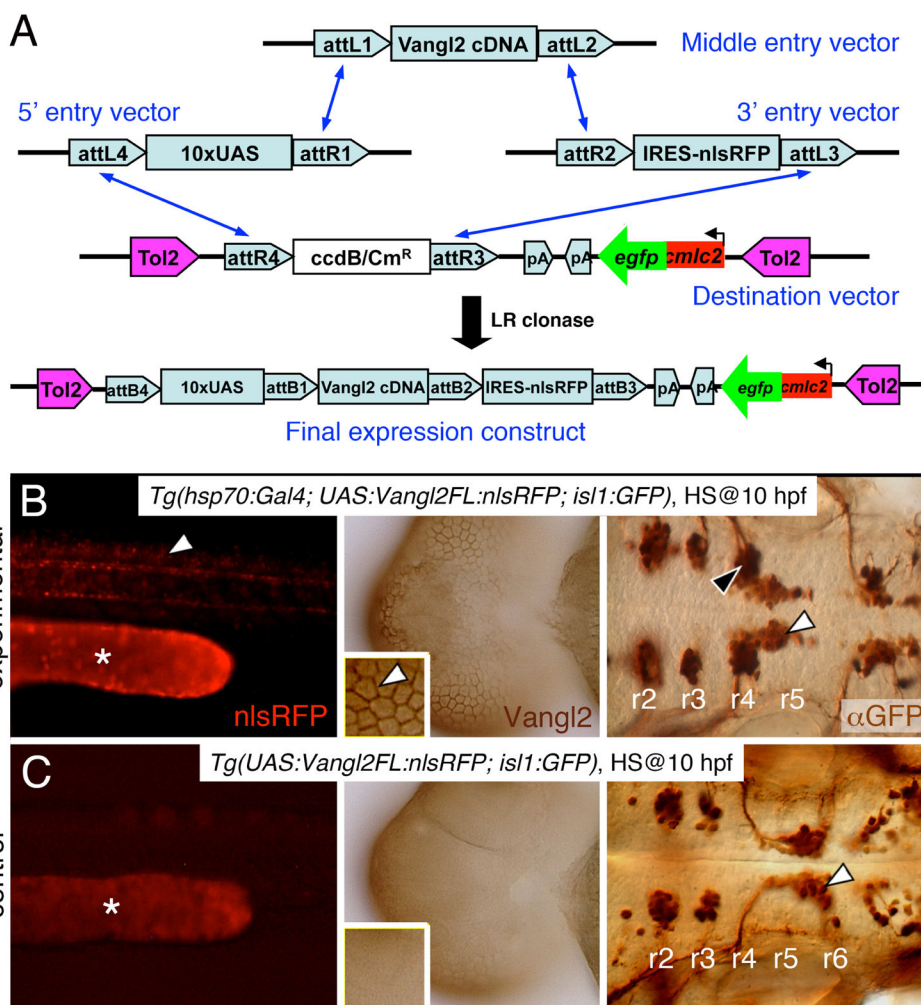 A
attL1 Vangl2 cDNA attL2
Middle entry vector
5' entry vector
3' entry vector
attL4 10xUAS attR1
attR2 IRES-nlsRFP attL3
Tol2 attR4 ccdB/Cmᴿ attR3 pA pA egfp cmlc2 Tol2
Destination vector
LR clonase
Tol2 attB4 10xUAS attB1 Vangl2 cDNA attB2 IRES-nlsRFP attB3 pA pA egfp cmlc2 Tol2
Final expression construct
B
Tg(hsp70:Gal4; UAS:Vangl2FL:nlsRFP; isl1:GFP), HS@10 hpf
*
nlsRFP
Vangl2
r2 r3 r4 r5
αGFP
C
Tg(UAS:Vangl2FL:nlsRFP; isl1:GFP), HS@10 hpf
*
r2 r3 r4 r5 r6